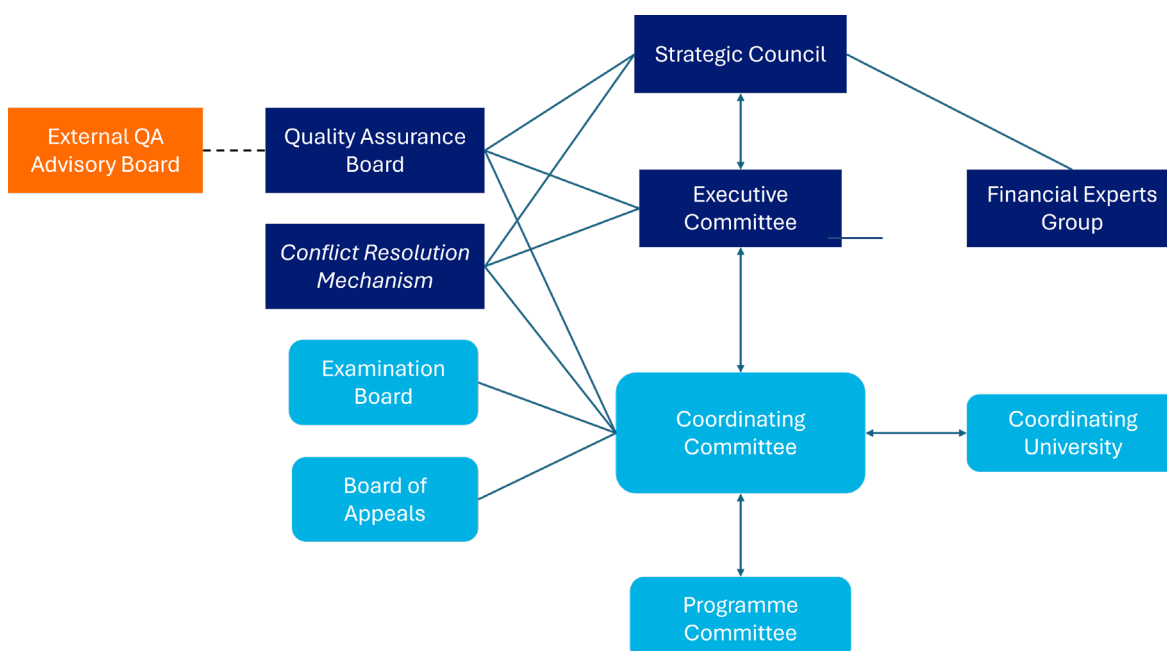 Strategic Council
External QA
Advisory Board
Quality Assurance
Board
Executive
Committee
Financial Experts
Group
Conflict Resolution
Mechanism
Examination
Board
Coordinating
Committee
Coordinating
University
Board of
Appeals
Programme
Committee